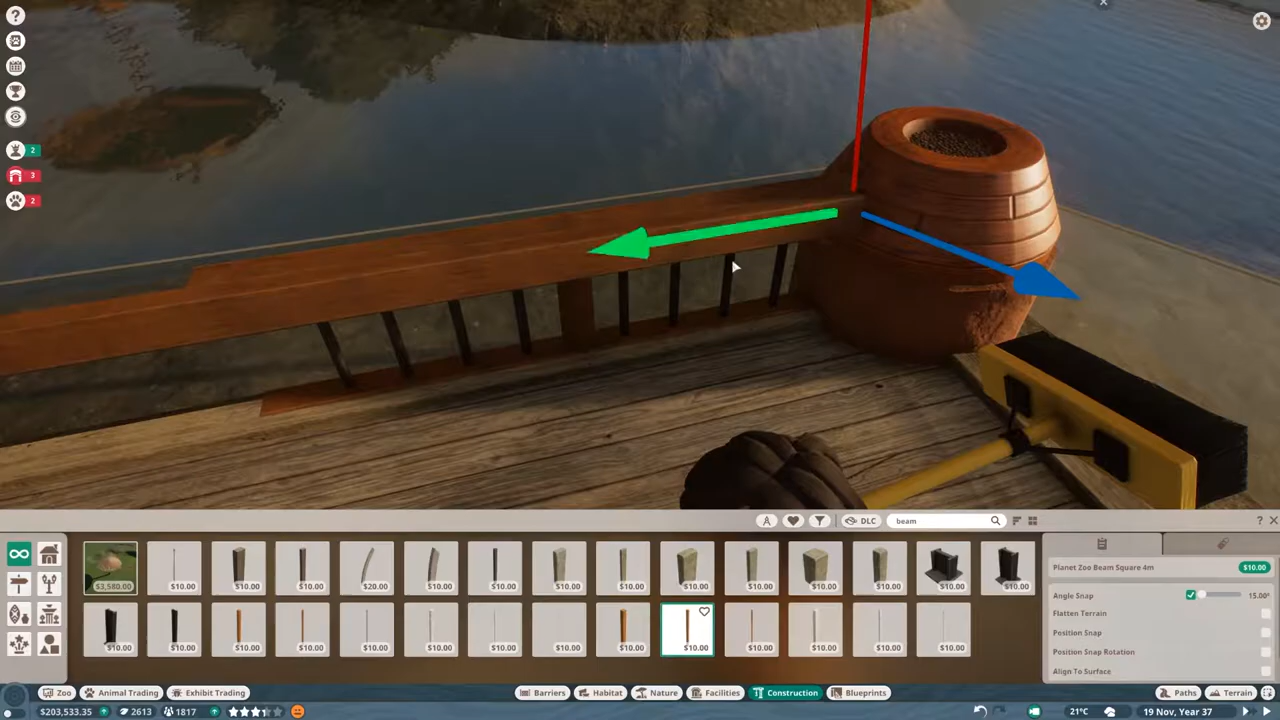 2
3
2
DLC
beam
$3,580.00 $10.00 $10.00 $10.00 $20.00 $10.00 $10.00 $10.00 $10.00 $10.00 $10.00 $10.00 $10.00 $10.00 $10.00
$10.00 $10.00 $10.00 $10.00 $10.00 $10.00 $10.00 $10.00 $10.00 $10.00 $10.00 $10.00 $10.00 $10.00
Planet Zoo Beam Square 4m $10.00
Angle Snap 15.00°
Flatten Terrain
Position Snap
Position Snap Rotation
Align To Surface
Zoo Animal Trading Exhibit Trading Barriers Habitat Nature Facilities Construction Blueprints Paths Terrain
$203,533.35 2613 1817 21°C 19 Nov, Year 37